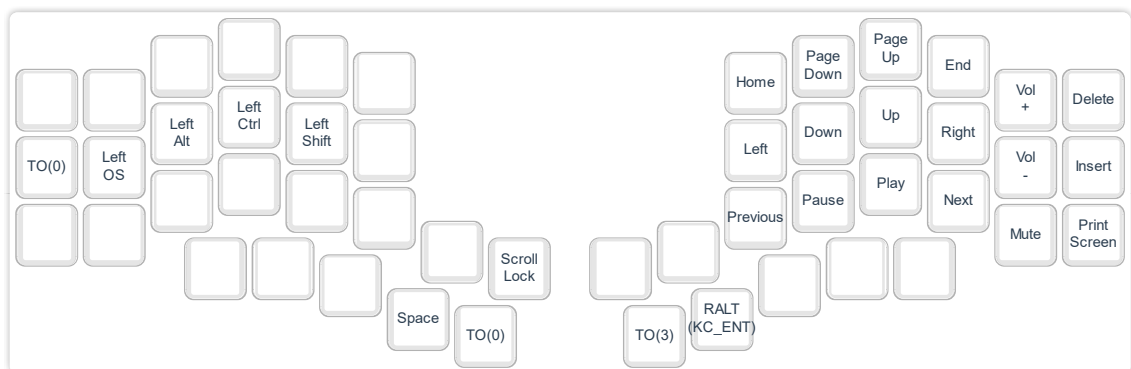 TO(0)
Left
OS
Left
Alt
Left
Ctrl
Left
Shift
Scroll
Lock
Space
TO(0)
Home
Page
Down
Page
Up
End
Vol
+
Delete
Left
Down
Up
Right
Vol
-
Insert
Previous
Pause
Play
Next
Mute
Print
Screen
TO(3)
RALT
(KC_ENT)